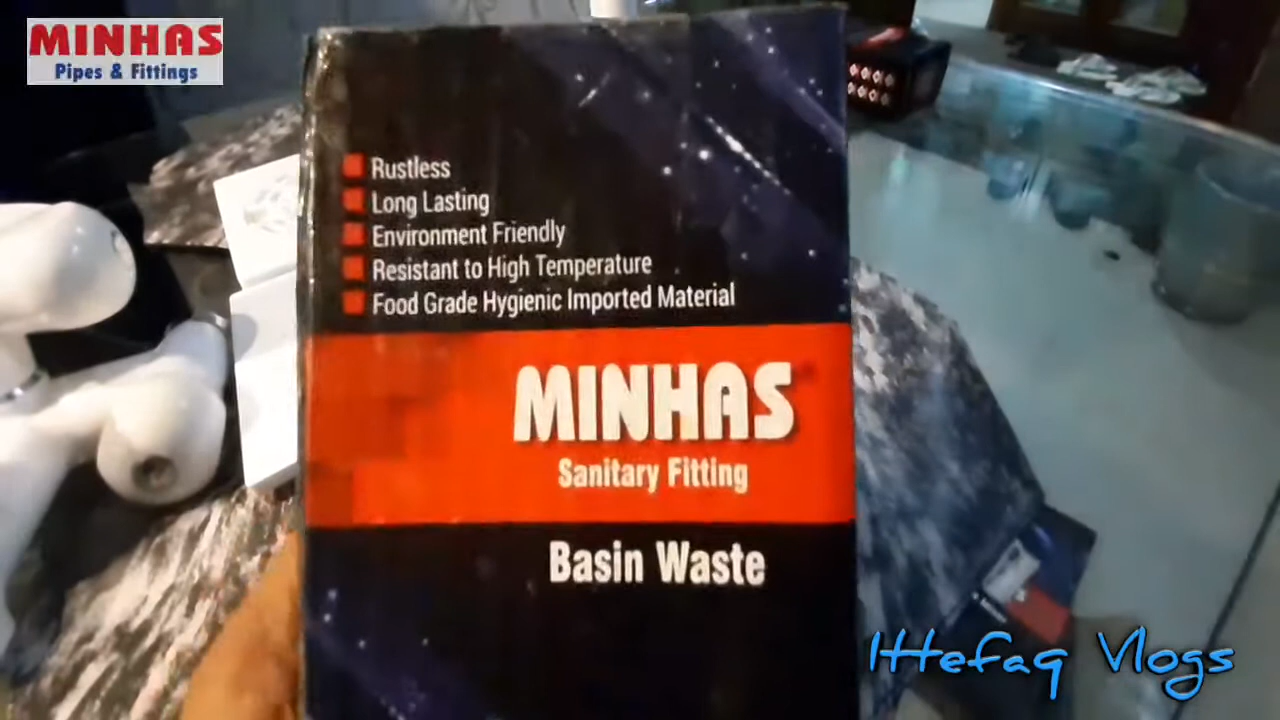 MINHAS
Pipes & Fittings
Rustless
Long Lasting
Environment Friendly
Resistant to High Temperature
Food Grade Hygienic Imported Material
MINHAS
Sanitary Fitting
Basin Waste
Ittefaq Vlogs